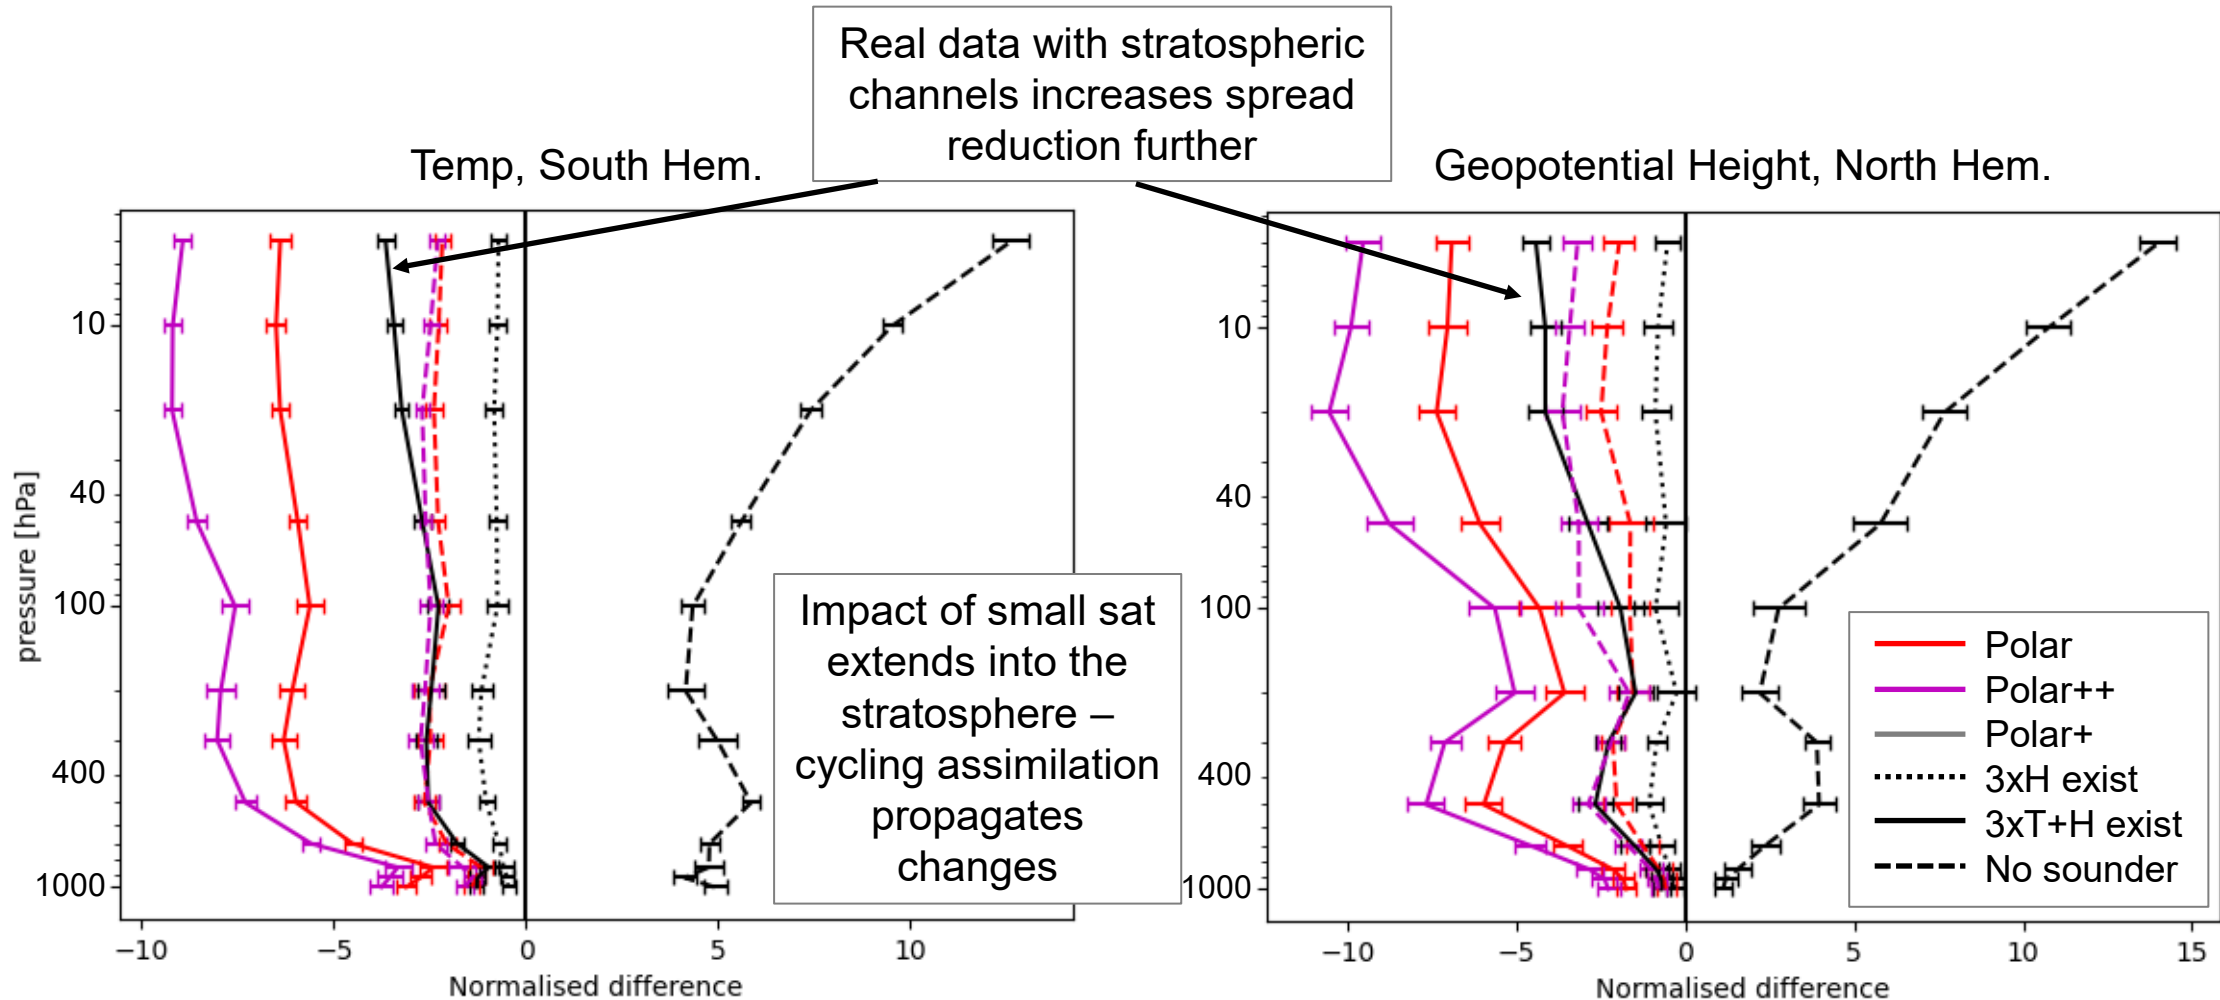 Real data with stratospheric
channels increases spread
reduction further
Temp, South Hem.
Geopotential Height, North Hem.
pressure [hPa]
10
40
100
400
1000
−10
−5
0
5
10
Normalised difference
Impact of small sat
extends into the
stratosphere –
cycling assimilation
propagates
changes
10
40
100
400
1000
−10
−5
0
5
10
15
Normalised difference
Polar
Polar++
Polar+
3xH exist
3xT+H exist
No sounder